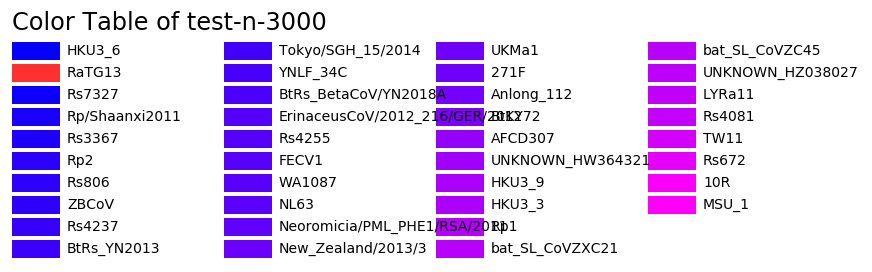 Color Table of test-n-3000
HKU3_6
RaTG13
Rs7327
Rp/Shaanxi2011
Rs3367
Rp2
Rs806
ZBCoV
Rs4237
BtRs_YN2013
Tokyo/SGH_15/2014
YNLF_34C
BtRs_BetaCoV/YN2018A
ErinaceusCoV/2012_216/GER/2012
Rs4255
FECV1
WA1087
NL63
Neoromicia/PML_PHE1/RSA/2011
New_Zealand/2013/3
UKMa1
271F
Anlong_112
BtKY72
AFCD307
UNKNOWN_HW364321
HKU3_9
HKU3_3
Rp1
bat_SL_CoVZXC21
bat_SL_CoVZC45
UNKNOWN_HZ038027
LYRa11
Rs4081
TW11
Rs672
10R
MSU_1